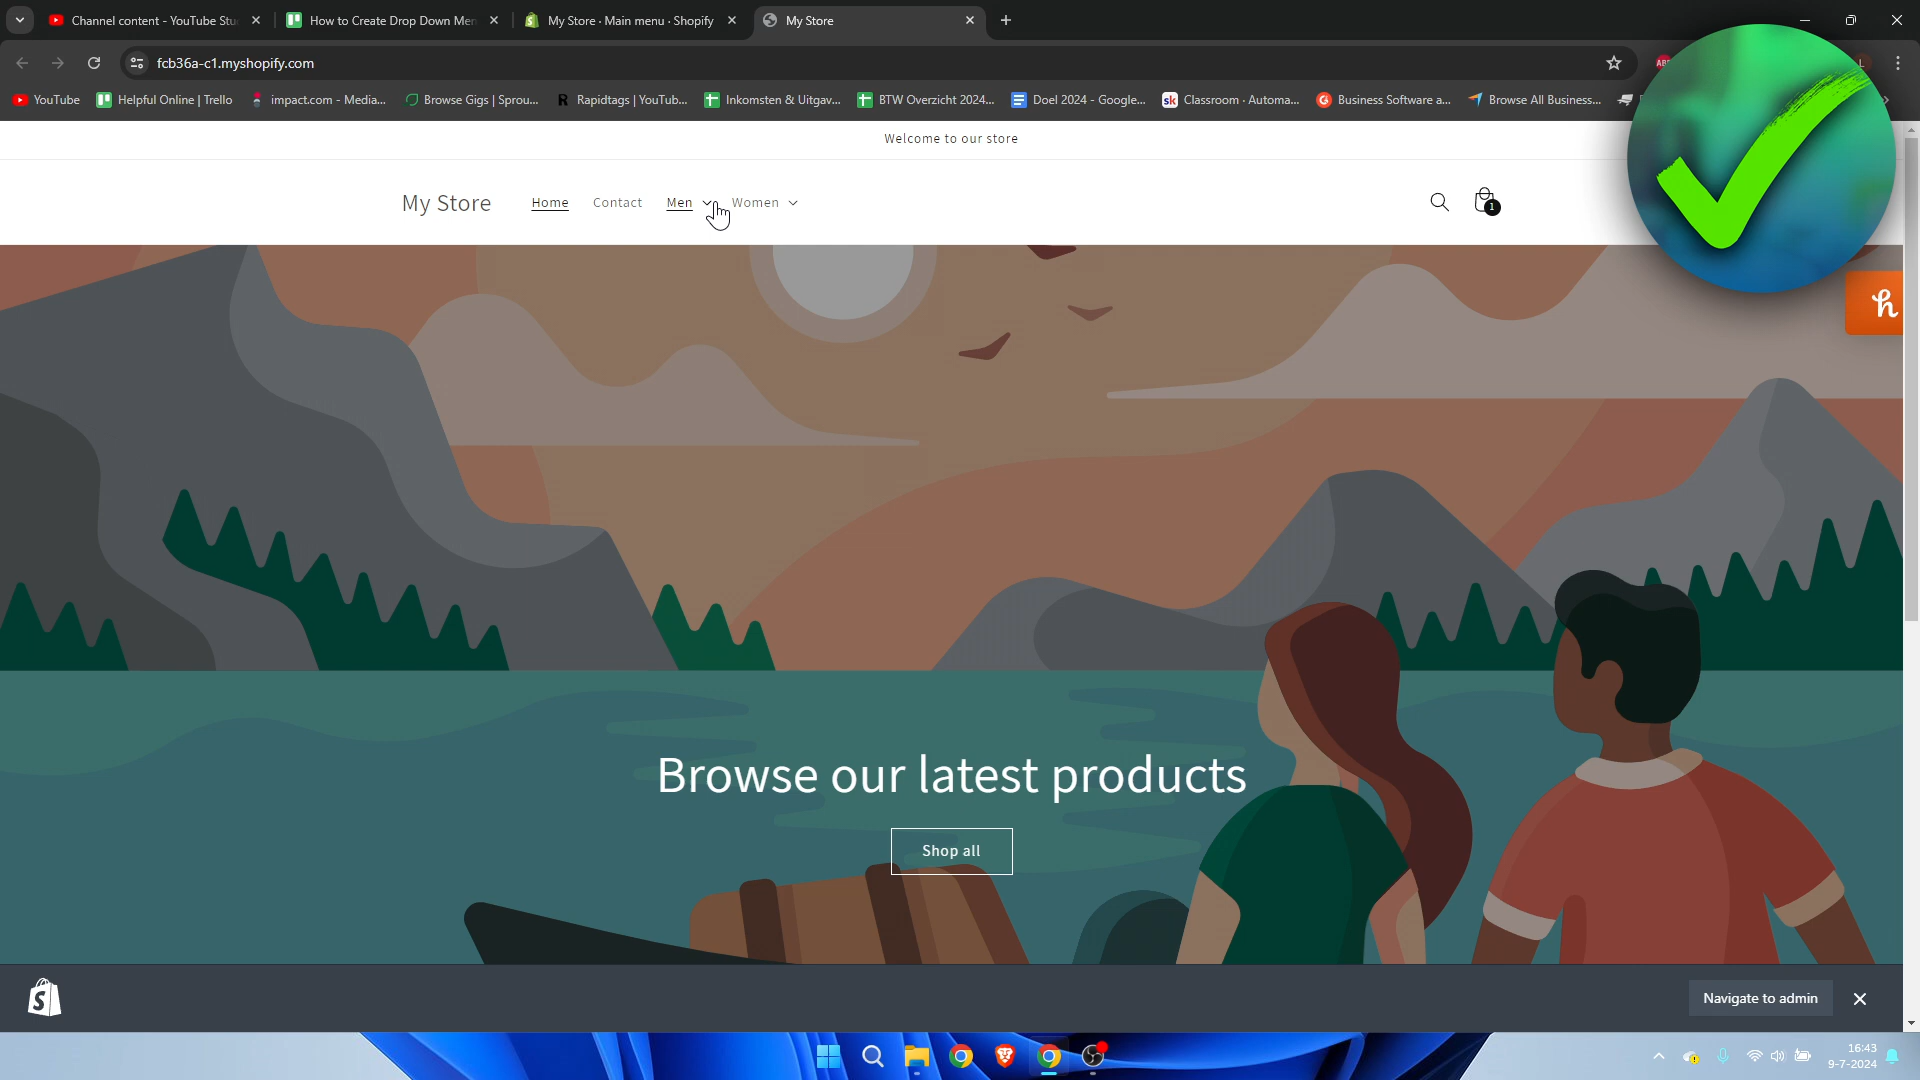 Channel content - YouTube Stu
How to Create Drop Down Men
My Store · Main menu · Shopify
My Store
fcb36a-c1.myshopify.com
YouTube
Helpful Online | Trello
impact.com - Media...
Browse Gigs | Sprou...
Rapidtags | YouTub...
Inkomsten & Uitgav...
BTW Overzicht 2024...
Doel 2024 - Google...
sk
Classroom - Automa...
Business Software a...
Browse All Business...
Welcome to our store
My Store
Home
Contact
Men
Women
1
Browse our latest products
Shop all
Navigate to admin
16:43
9-7-2024